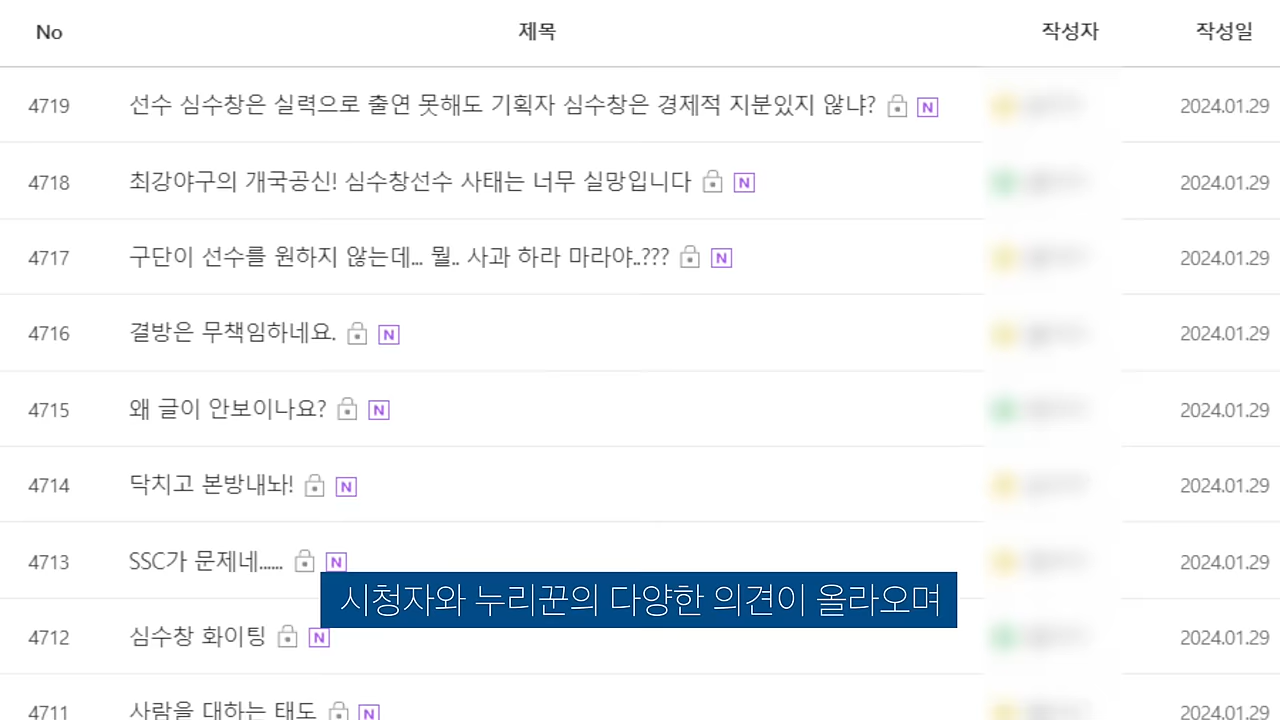 No 제목 작성자 작성일
4719 선수 심수창은 실력으로 출연 못해도 기획자 심수창은 경제적 지분있지 않냐? N 2024.01.29
4718 최강야구의 개국공신! 심수창선수 사태는 너무 실망입니다 N 2024.01.29
4717 구단이 선수를 원하지 않는데... 뭘.. 사과 하라 마라야..??? N 2024.01.29
4716 결방은 무책임하네요. N 2024.01.29
4715 왜 글이 안보이나요? N 2024.01.29
4714 닥치고 본방내놔! N 2024.01.29
4713 SSC가 문제네...... N 2024.01.29
시청자와 누리꾼의 다양한 의견이 올라오며
4712 심수창 화이팅 N 2024.01.29
4711 사람을 대하는 태도 N 2024.01.29